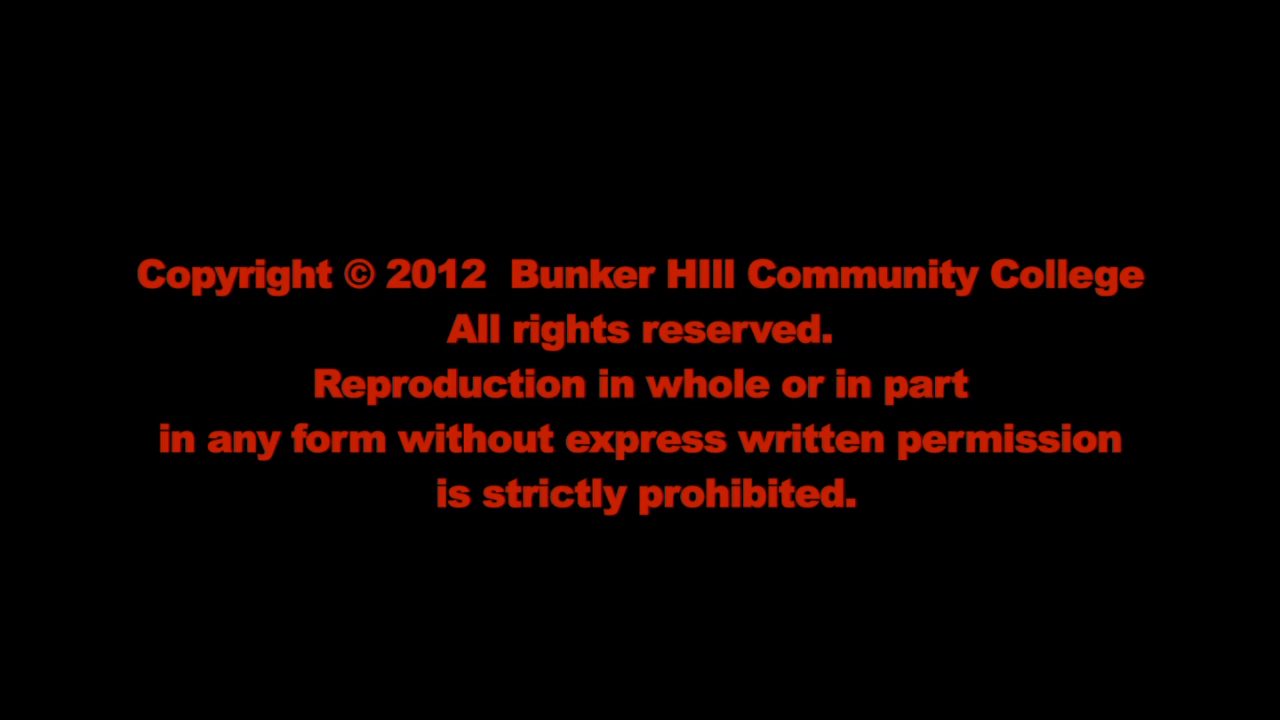 Copyright © 2012  Bunker HIll Community College
All rights reserved.
Reproduction in whole or in part
in any form without express written permission
is strictly prohibited.